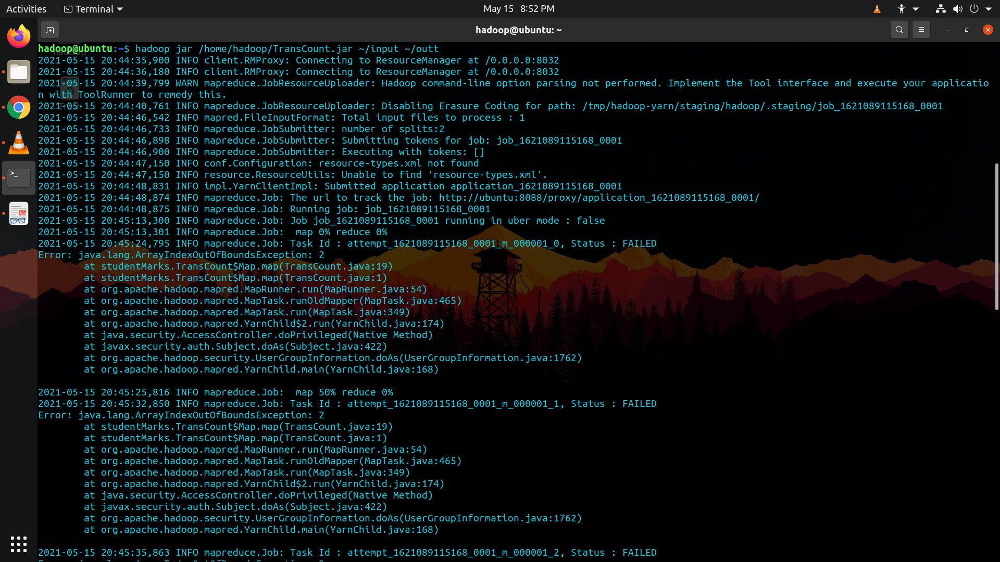 Activities
Terminal
May 15 8:52 PM
hadoop@ubuntu: ~
hadoop@ubuntu:~$ hadoop jar /home/hadoop/TransCount.jar ~/input ~/outt
2021-05-15 20:44:35,900 INFO client.RMProxy: Connecting to ResourceManager at /0.0.0.0:8032
2021-05-15 20:44:36,180 INFO client.RMProxy: Connecting to ResourceManager at /0.0.0.0:8032
2021-05-15 20:44:39,799 WARN mapreduce.JobResourceUploader: Hadoop command-line option parsing not performed. Implement the Tool interface and execute your applicatio
n with ToolRunner to remedy this.
2021-05-15 20:44:40,761 INFO mapreduce.JobResourceUploader: Disabling Erasure Coding for path: /tmp/hadoop-yarn/staging/hadoop/.staging/job_1621089115168_0001
2021-05-15 20:44:46,542 INFO mapred.FileInputFormat: Total input files to process : 1
2021-05-15 20:44:46,733 INFO mapreduce.JobSubmitter: number of splits:2
2021-05-15 20:44:46,898 INFO mapreduce.JobSubmitter: Submitting tokens for job: job_1621089115168_0001
2021-05-15 20:44:46,900 INFO mapreduce.JobSubmitter: Executing with tokens: []
2021-05-15 20:44:47,150 INFO conf.Configuration: resource-types.xml not found
2021-05-15 20:44:47,150 INFO resource.ResourceUtils: Unable to find 'resource-types.xml'.
2021-05-15 20:44:48,831 INFO impl.YarnClientImpl: Submitted application application_1621089115168_0001
2021-05-15 20:44:48,874 INFO mapreduce.Job: The url to track the job: http://ubuntu:8088/proxy/application_1621089115168_0001/
2021-05-15 20:44:48,875 INFO mapreduce.Job: Running job: job_1621089115168_0001
2021-05-15 20:45:13,300 INFO mapreduce.Job: Job job_1621089115168_0001 running in uber mode : false
2021-05-15 20:45:13,301 INFO mapreduce.Job:  map 0% reduce 0%
2021-05-15 20:45:24,795 INFO mapreduce.Job: Task Id : attempt_1621089115168_0001_m_000001_0, Status : FAILED
Error: java.lang.ArrayIndexOutOfBoundsException: 2
at studentMarks.TransCount$Map.map(TransCount.java:19)
at studentMarks.TransCount$Map.map(TransCount.java:1)
at org.apache.hadoop.mapred.MapRunner.run(MapRunner.java:54)
at org.apache.hadoop.mapred.MapTask.runOldMapper(MapTask.java:465)
at org.apache.hadoop.mapred.MapTask.run(MapTask.java:349)
at org.apache.hadoop.mapred.YarnChild$2.run(YarnChild.java:174)
at java.security.AccessController.doPrivileged(Native Method)
at javax.security.auth.Subject.doAs(Subject.java:422)
at org.apache.hadoop.security.UserGroupInformation.doAs(UserGroupInformation.java:1762)
at org.apache.hadoop.mapred.YarnChild.main(YarnChild.java:168)
2021-05-15 20:45:25,816 INFO mapreduce.Job:  map 50% reduce 0%
2021-05-15 20:45:32,850 INFO mapreduce.Job: Task Id : attempt_1621089115168_0001_m_000001_1, Status : FAILED
Error: java.lang.ArrayIndexOutOfBoundsException: 2
at studentMarks.TransCount$Map.map(TransCount.java:19)
at studentMarks.TransCount$Map.map(TransCount.java:1)
at org.apache.hadoop.mapred.MapRunner.run(MapRunner.java:54)
at org.apache.hadoop.mapred.MapTask.runOldMapper(MapTask.java:465)
at org.apache.hadoop.mapred.MapTask.run(MapTask.java:349)
at org.apache.hadoop.mapred.YarnChild$2.run(YarnChild.java:174)
at java.security.AccessController.doPrivileged(Native Method)
at javax.security.auth.Subject.doAs(Subject.java:422)
at org.apache.hadoop.security.UserGroupInformation.doAs(UserGroupInformation.java:1762)
at org.apache.hadoop.mapred.YarnChild.main(YarnChild.java:168)
2021-05-15 20:45:35,863 INFO mapreduce.Job: Task Id : attempt_1621089115168_0001_m_000001_2, Status : FAILED